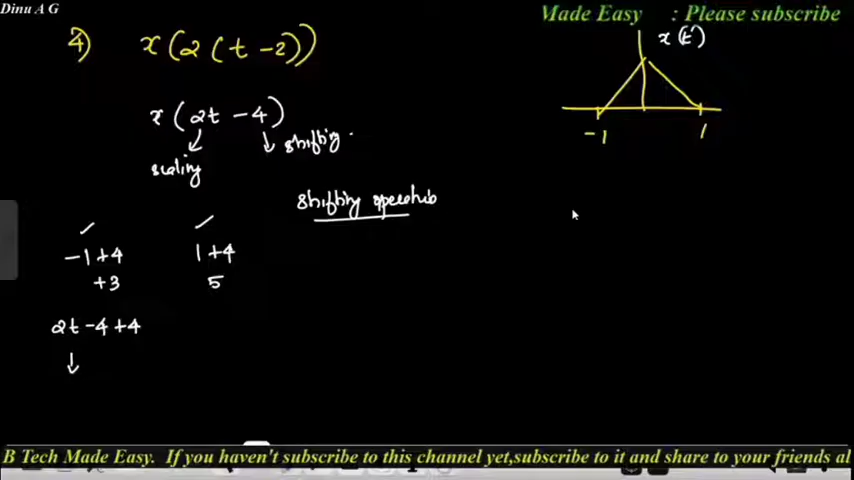 Dinu A G
Made Easy : Please subscribe
4) x(2(t-2))
x(t)
x(2t-4)
shifting.
scaling
-1 1
shifting
-1+4 1+4
+3 5
2t-4+4
B Tech Made Easy. If you haven't subscribe to this channel yet,subscribe to it and share to your friends al